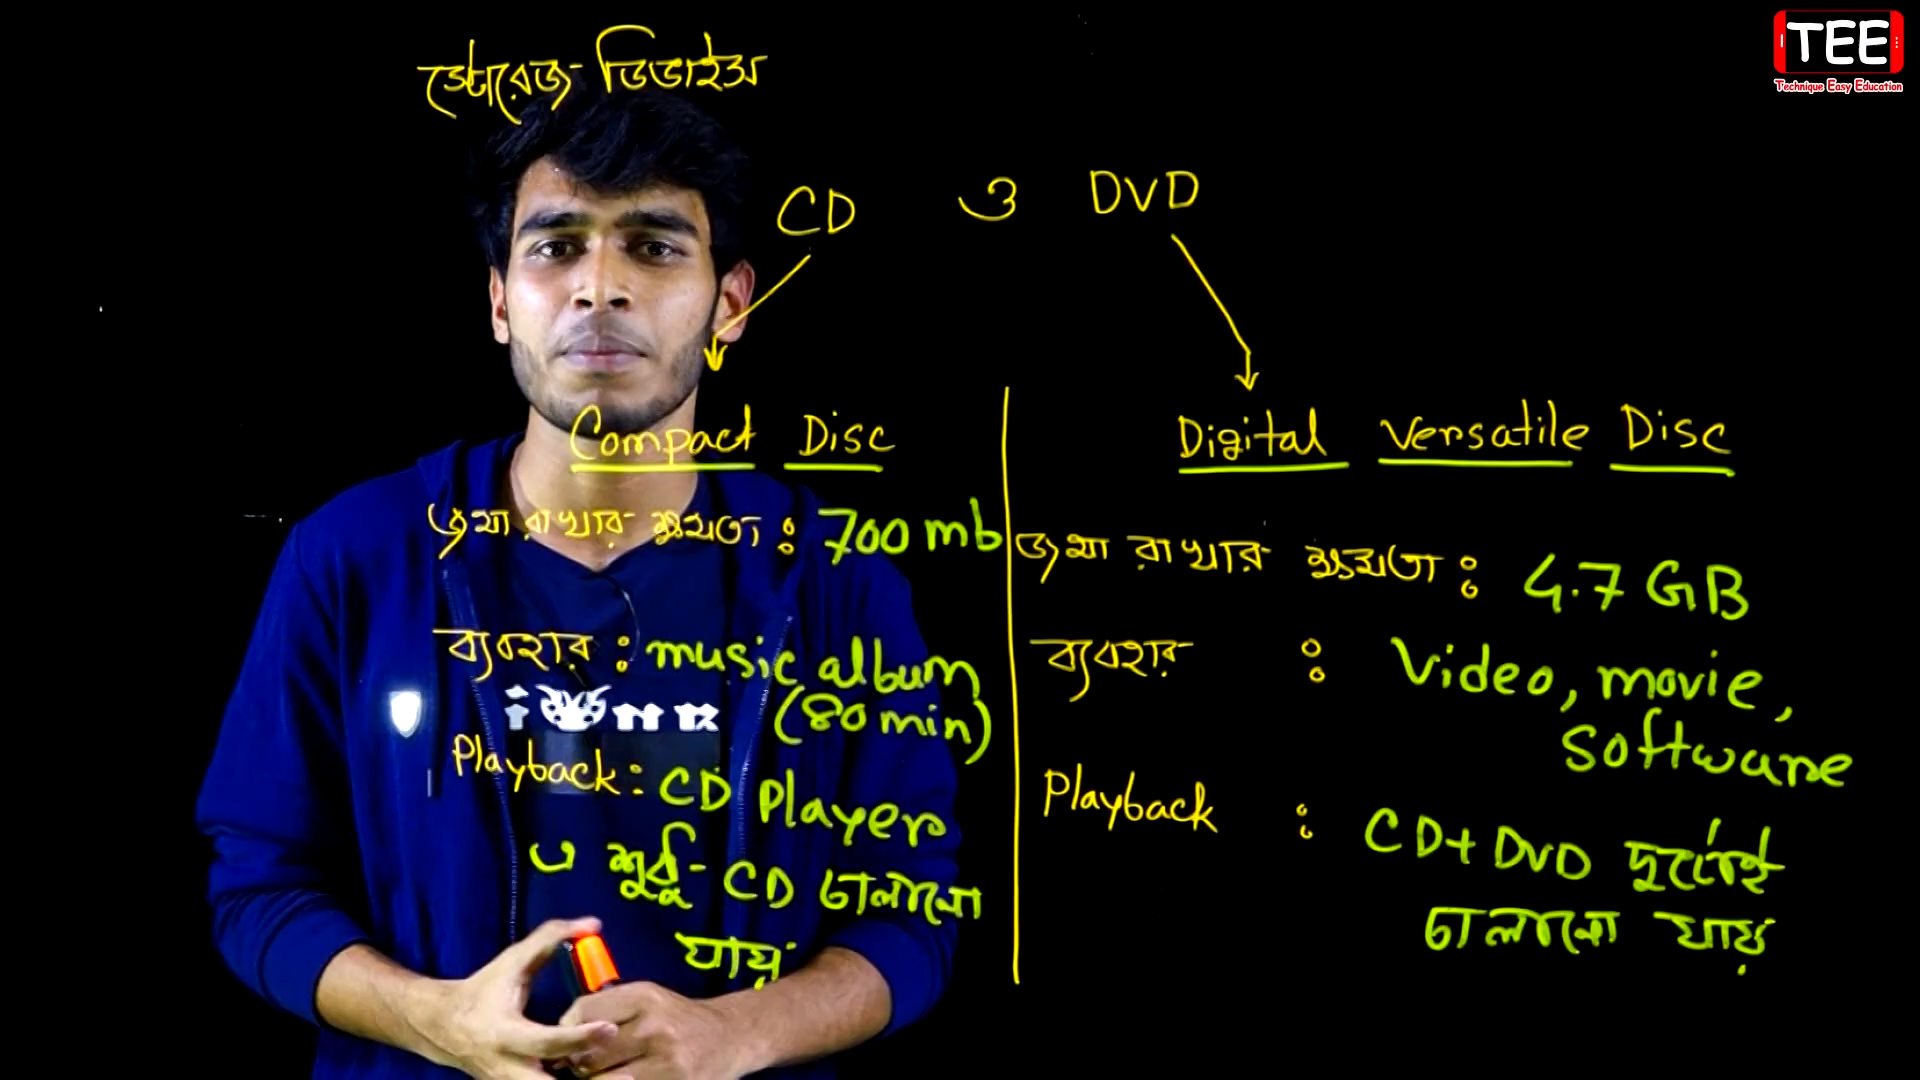 TEE
Technique Easy Education
স্টোরেজ ডিভাইস
CD ও DVD
Compact Disc
জমা রাখার ক্ষমতা : 700 mb
ব্যবহার : music album
(80 min)
Playback : CD Player
এ শুধু CD চালানো
যায়
Digital Versatile Disc
জমা রাখার ক্ষমতা : 4.7 GB
ব্যবহার : Video, movie,
Software
Playback : CD + DVD দুটোই
চালানো যায়